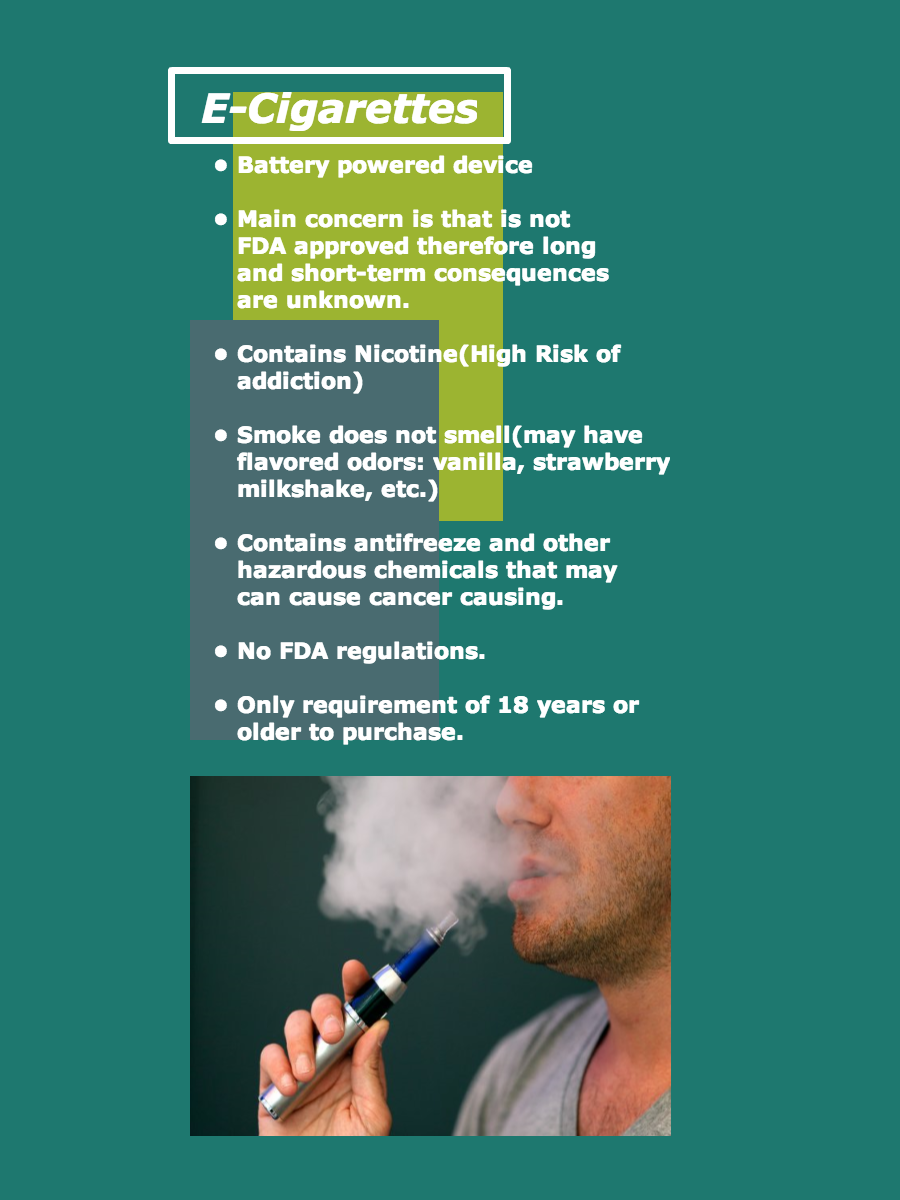 E-Cigarettes
• Battery powered device
• Main concern is that is not
FDA approved therefore long
and short-term consequences
are unknown.
• Contains Nicotine(High Risk of
addiction)
• Smoke does not smell(may have
flavored odors: vanilla, strawberry
milkshake, etc.)
• Contains antifreeze and other
hazardous chemicals that may
can cause cancer causing.
• No FDA regulations.
• Only requirement of 18 years or
older to purchase.